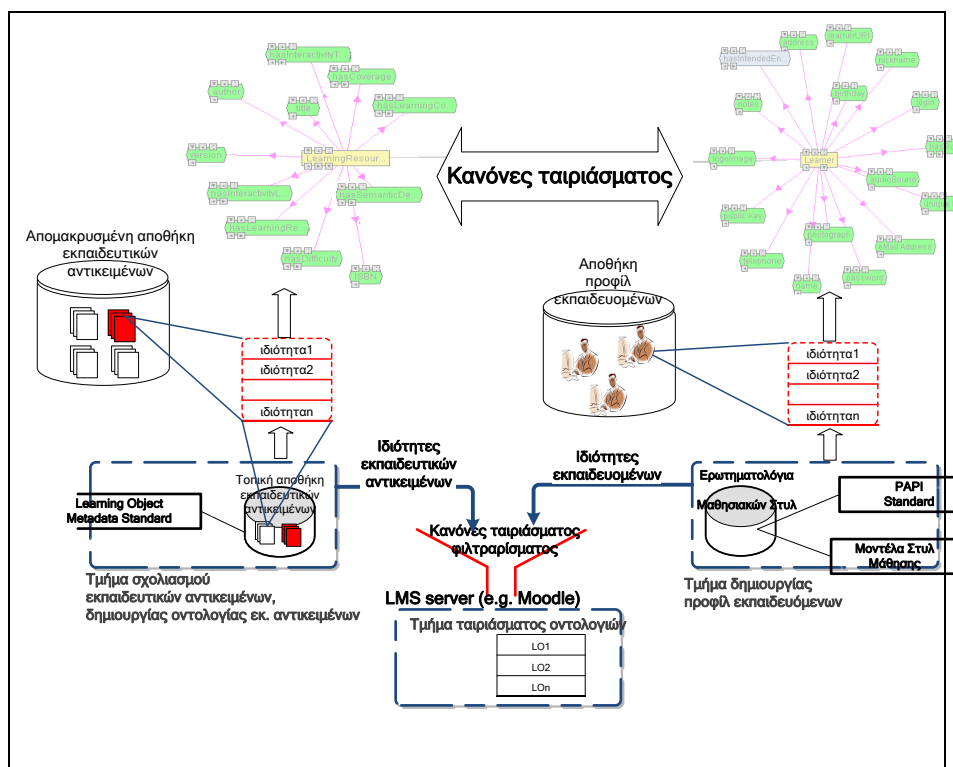 hasInteractivityT...
hasCoverage
author
title
hasLearningCo...
version
LearningResour...
hasInteractivityL...
hasSemanticDe...
hasLearningRe...
hasDifficulty
ISBN
Κανόνες ταιριάσματος
learnerURI
address
hasIntendedEn...
nickname
birthday
notes
login
logoImage
Learner
audioSound
public Key
unique
photograph
eMail Address
telephone
password
name
Απομακρυσμένη αποθήκη
εκπαιδευτικών
αντικειμένων
Αποθήκη
προφίλ
εκπαιδευομένων
ιδιότητα1
ιδιότητα2
ιδιότηταn
ιδιότητα1
ιδιότητα2
ιδιότηταn
Ιδιότητες
εκπαιδευτικών
αντικειμένων
Ιδιότητες
εκπαιδευομένων
Τοπική αποθήκη
εκπαιδευτικών
αντικειμένων
Learning Object
Metadata Standard
Ερωτηματολόγια
Μαθησιακών Στυλ
PAPI
Standard
Μοντέλα Στυλ
Μάθησης
Κανόνες ταιριάσματος
φιλτραρίσματος
Τμήμα σχολιασμού
εκπαιδευτικών αντικειμένων,
δημιουργίας οντολογίας εκ. αντικειμένων
Τμήμα δημιουργίας
προφίλ εκπαιδευόμενων
LMS server (e.g. Moodle)
Τμήμα ταιριάσματος οντολογιών
LO1
LO2
LOn